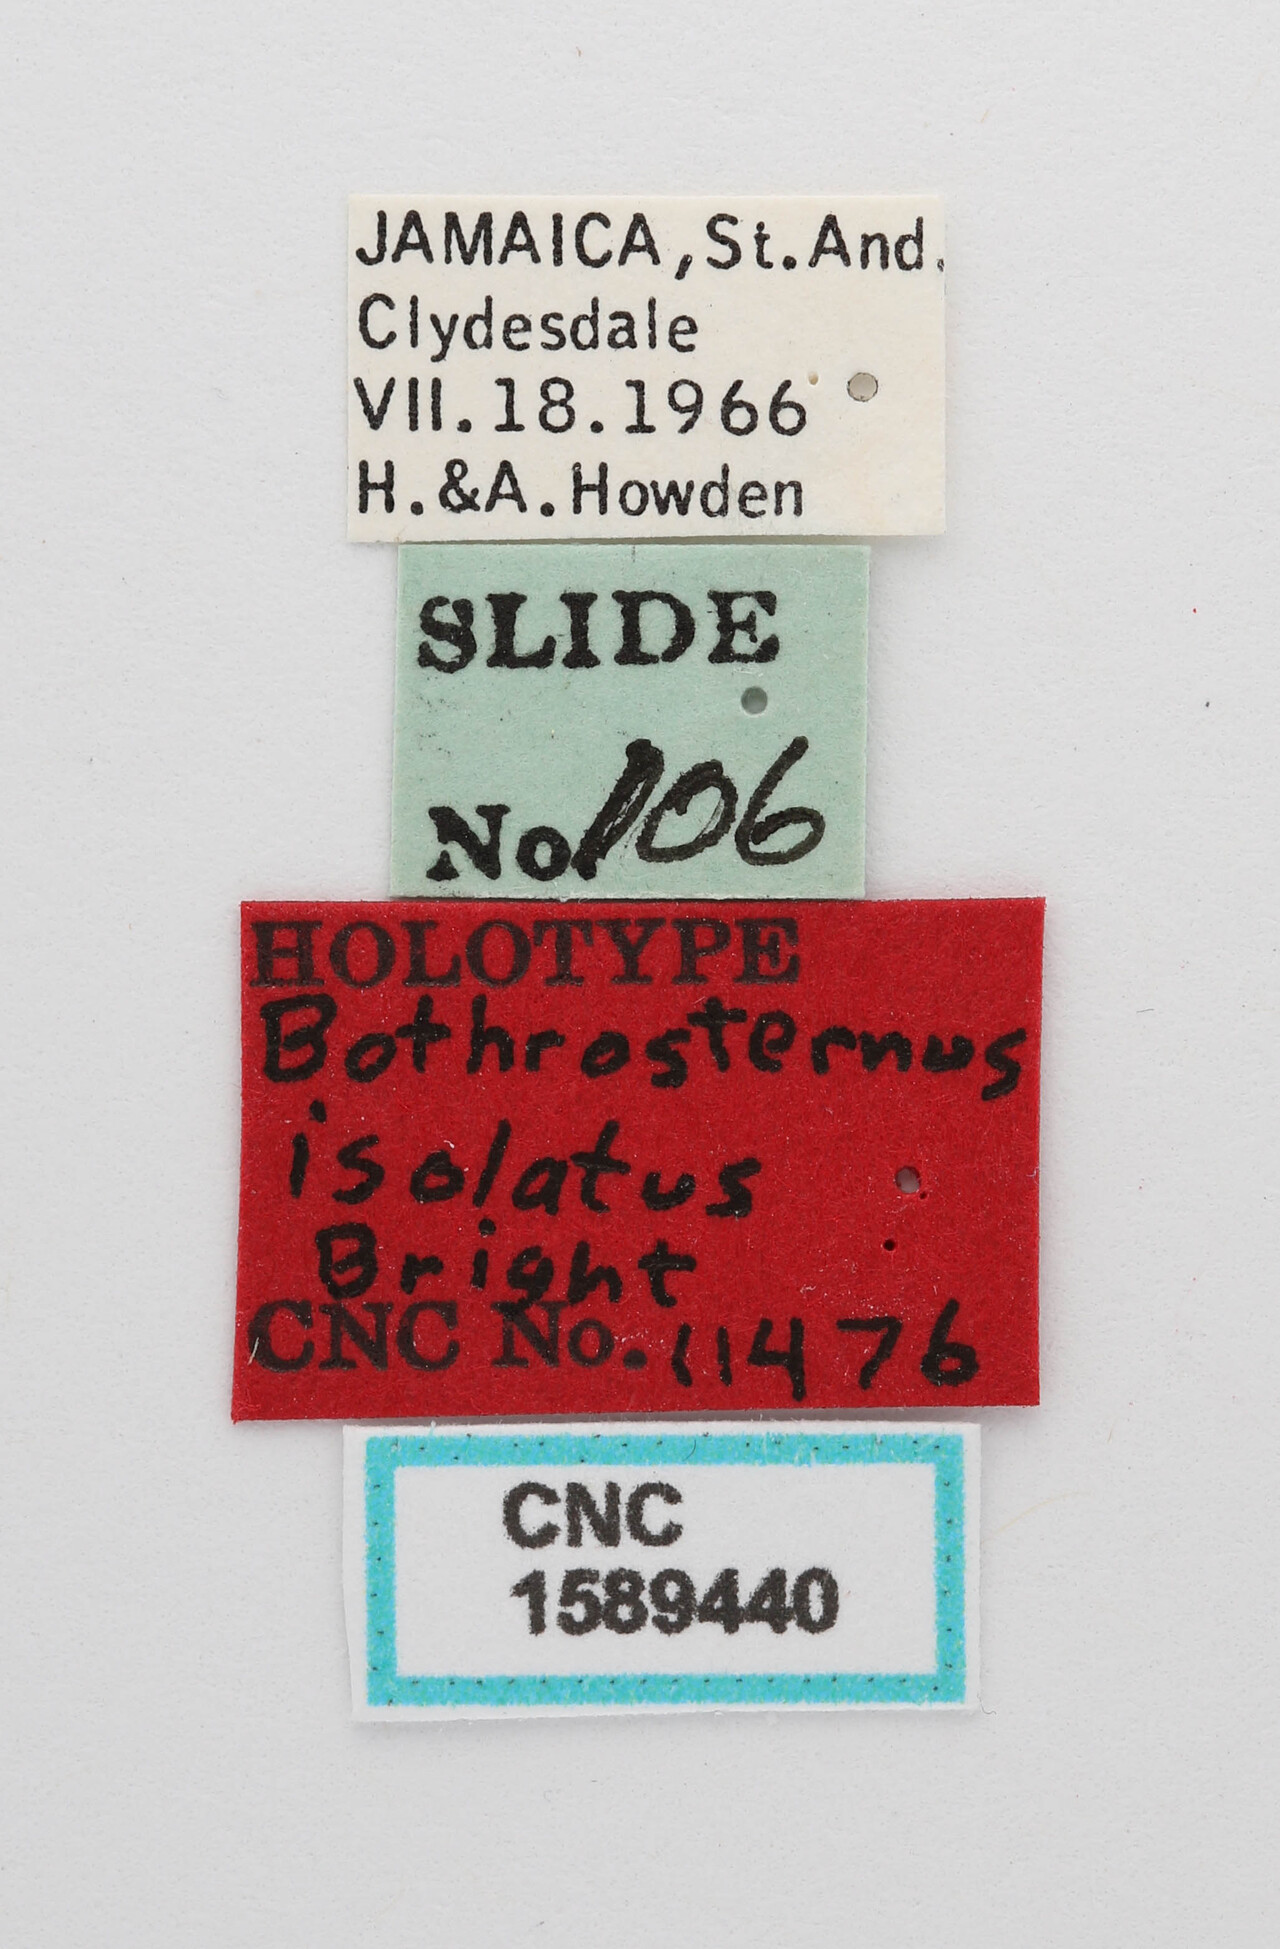 JAMAICA, St. And.
Clydesdale
VII. 18. 1966
H. & A. Howden
SLIDE
No. 106
HOLOTYPE
Bothrosternus
isolatus
Bright
CNC No. 11476
CNC
1589440